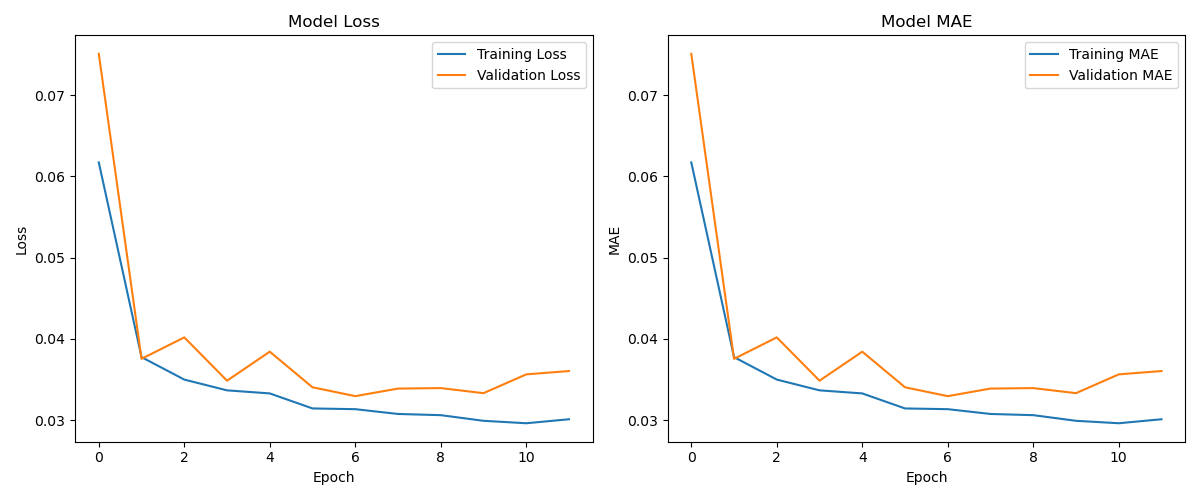 Model Loss
Loss
0.07
0.06
0.05
0.04
0.03
0 2 4 6 8 10
Epoch
Training Loss
Validation Loss
Model MAE
MAE
0.07
0.06
0.05
0.04
0.03
0 2 4 6 8 10
Epoch
Training MAE
Validation MAE